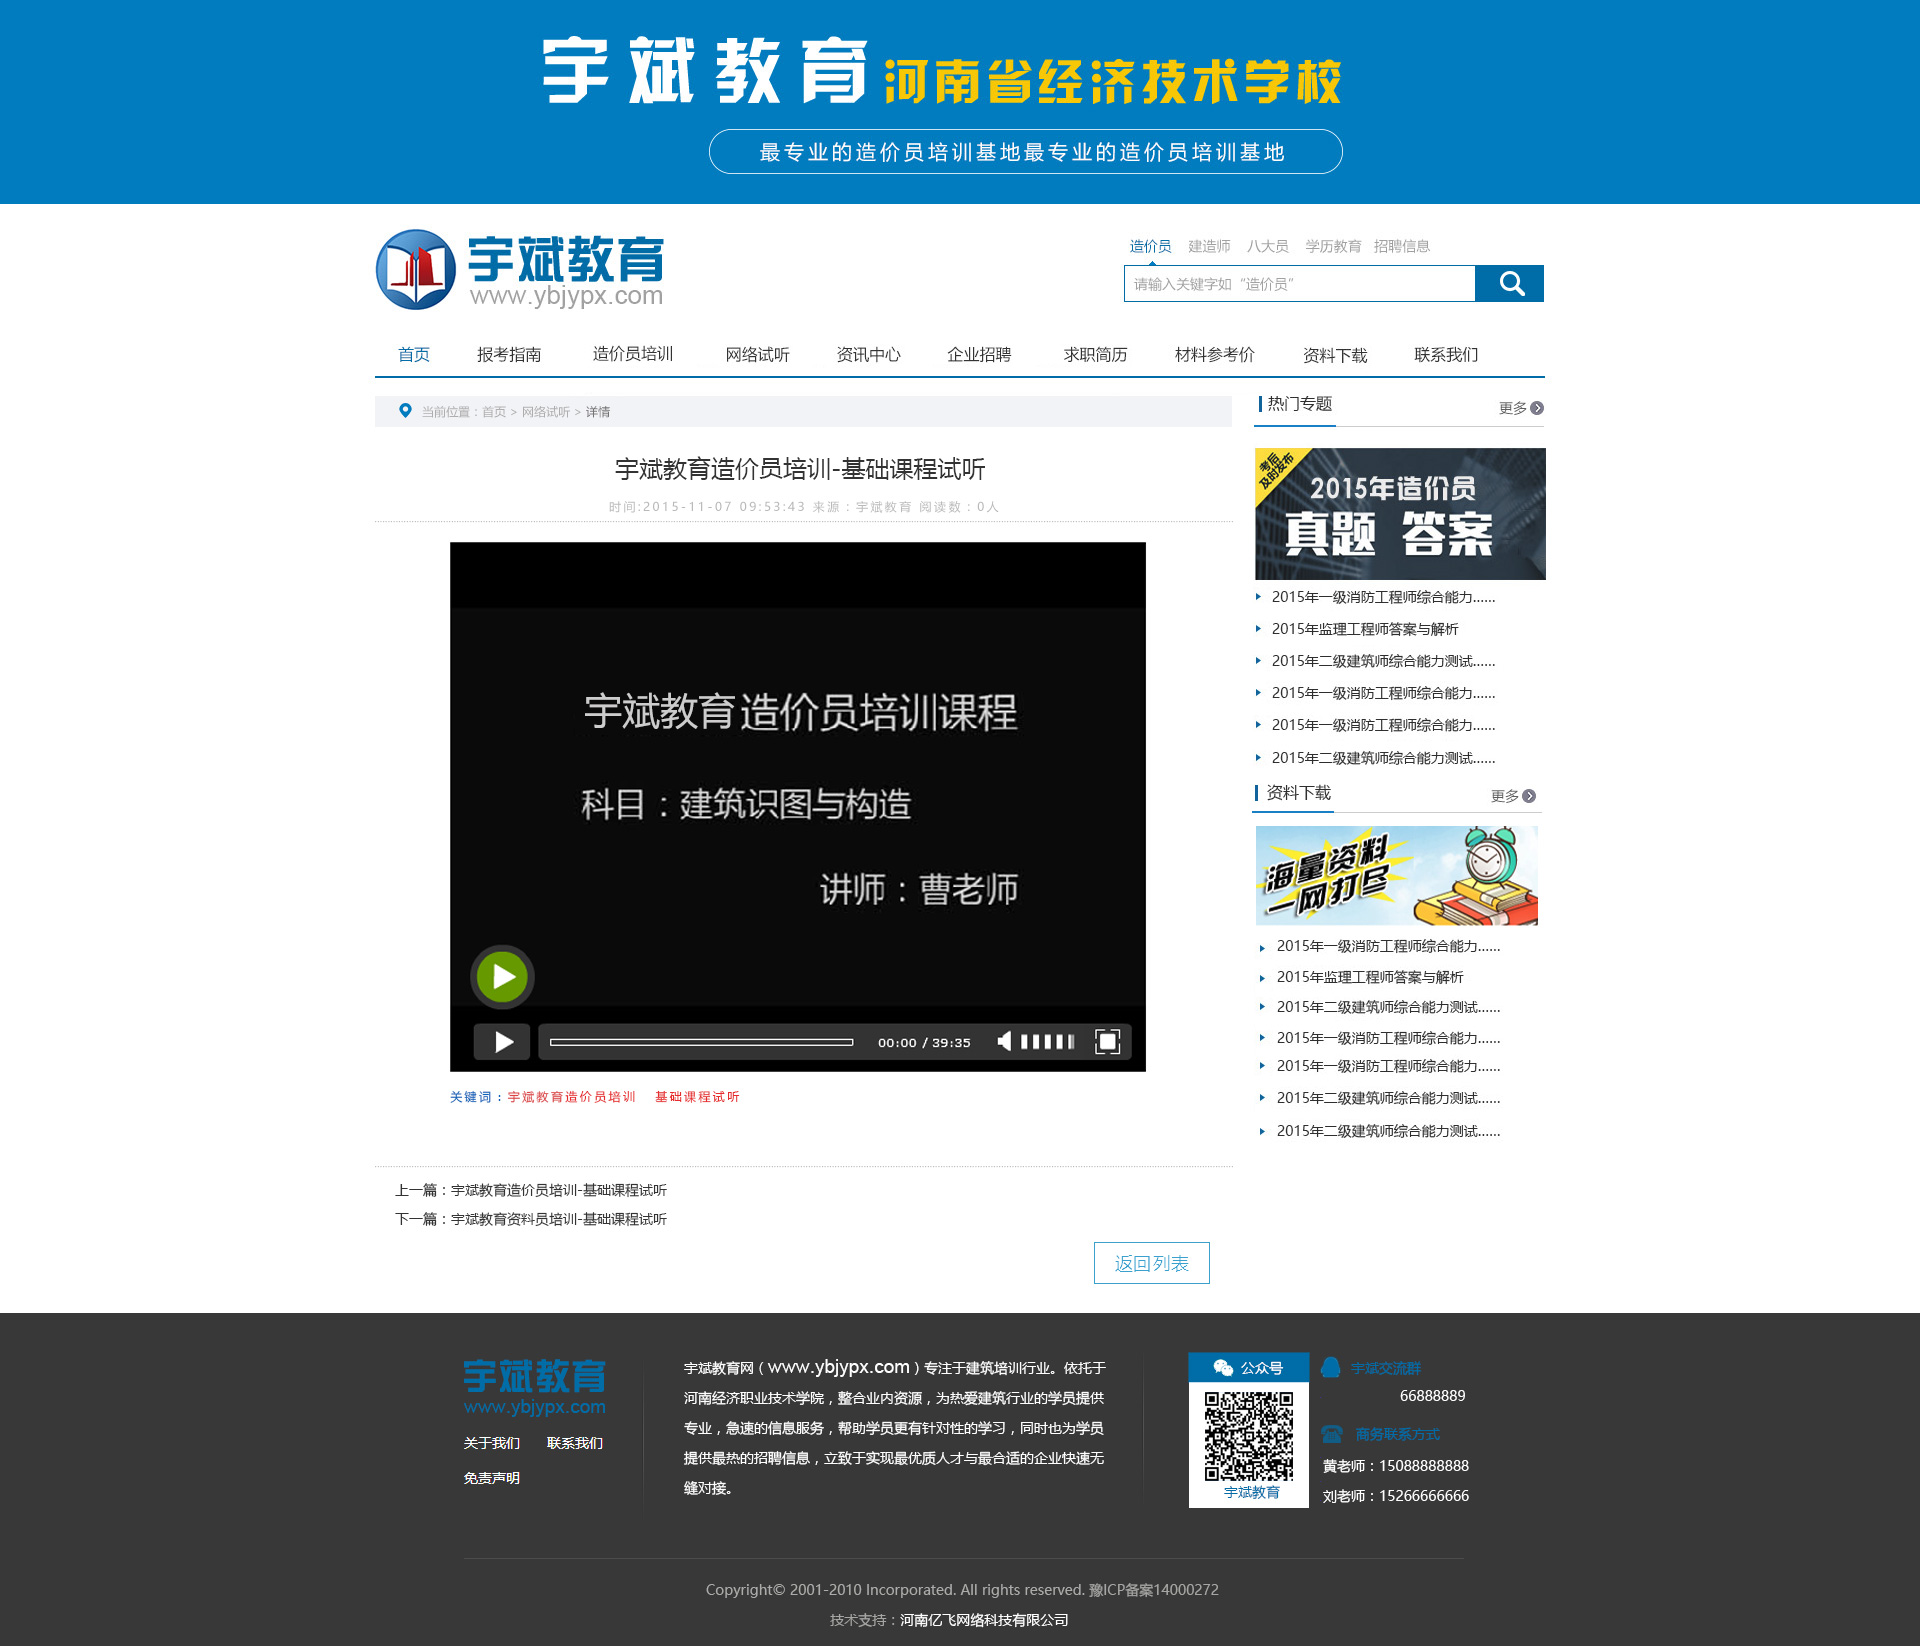 宇斌教育 河南省经济技术学校
最专业的造价员培训基地最专业的造价员培训基地
宇斌教育
www.ybjypx.com
造价员 建造师 八大员 学历教育 招聘信息
请输入关键字如“造价员”
首页 报考指南 造价员培训 网络试听 资讯中心 企业招聘 求职简历 材料参考价 资料下载 联系我们
当前位置：首页 > 网络试听 > 详情
宇斌教育造价员培训-基础课程试听
时间:2015-11-07 09:53:43 来源：宇斌教育 阅读数：0人
宇斌教育造价员培训课程
科目：建筑识图与构造
讲师：曹老师
00:00 / 39:35
关键词：宇斌教育造价员培训 基础课程试听
上一篇：宇斌教育造价员培训-基础课程试听
下一篇：宇斌教育资料员培训-基础课程试听
返回列表
热门专题 更多
考后
及时发布
2015年造价员
真题 答案
2015年一级消防工程师综合能力......
2015年监理工程师答案与解析
2015年二级建筑师综合能力测试......
2015年一级消防工程师综合能力......
2015年一级消防工程师综合能力......
2015年二级建筑师综合能力测试......
资料下载 更多
海量资料
一网打尽
2015年一级消防工程师综合能力......
2015年监理工程师答案与解析
2015年二级建筑师综合能力测试......
2015年一级消防工程师综合能力......
2015年一级消防工程师综合能力......
2015年二级建筑师综合能力测试......
2015年二级建筑师综合能力测试......
宇斌教育
www.ybjypx.com
关于我们 联系我们
免责声明
宇斌教育网（www.ybjypx.com）专注于建筑培训行业。依托于
河南经济职业技术学院，整合业内资源，为热爱建筑行业的学员提供
专业，急速的信息服务，帮助学员更有针对性的学习，同时也为学员
提供最热的招聘信息，立致于实现最优质人才与最合适的企业快速无
缝对接。
公众号
宇斌教育
宇斌交流群
66888889
商务联系方式
黄老师：15088888888
刘老师：15266666666
Copyright© 2001-2010 Incorporated. All rights reserved. 豫ICP备案14000272
技术支持：河南亿飞网络科技有限公司